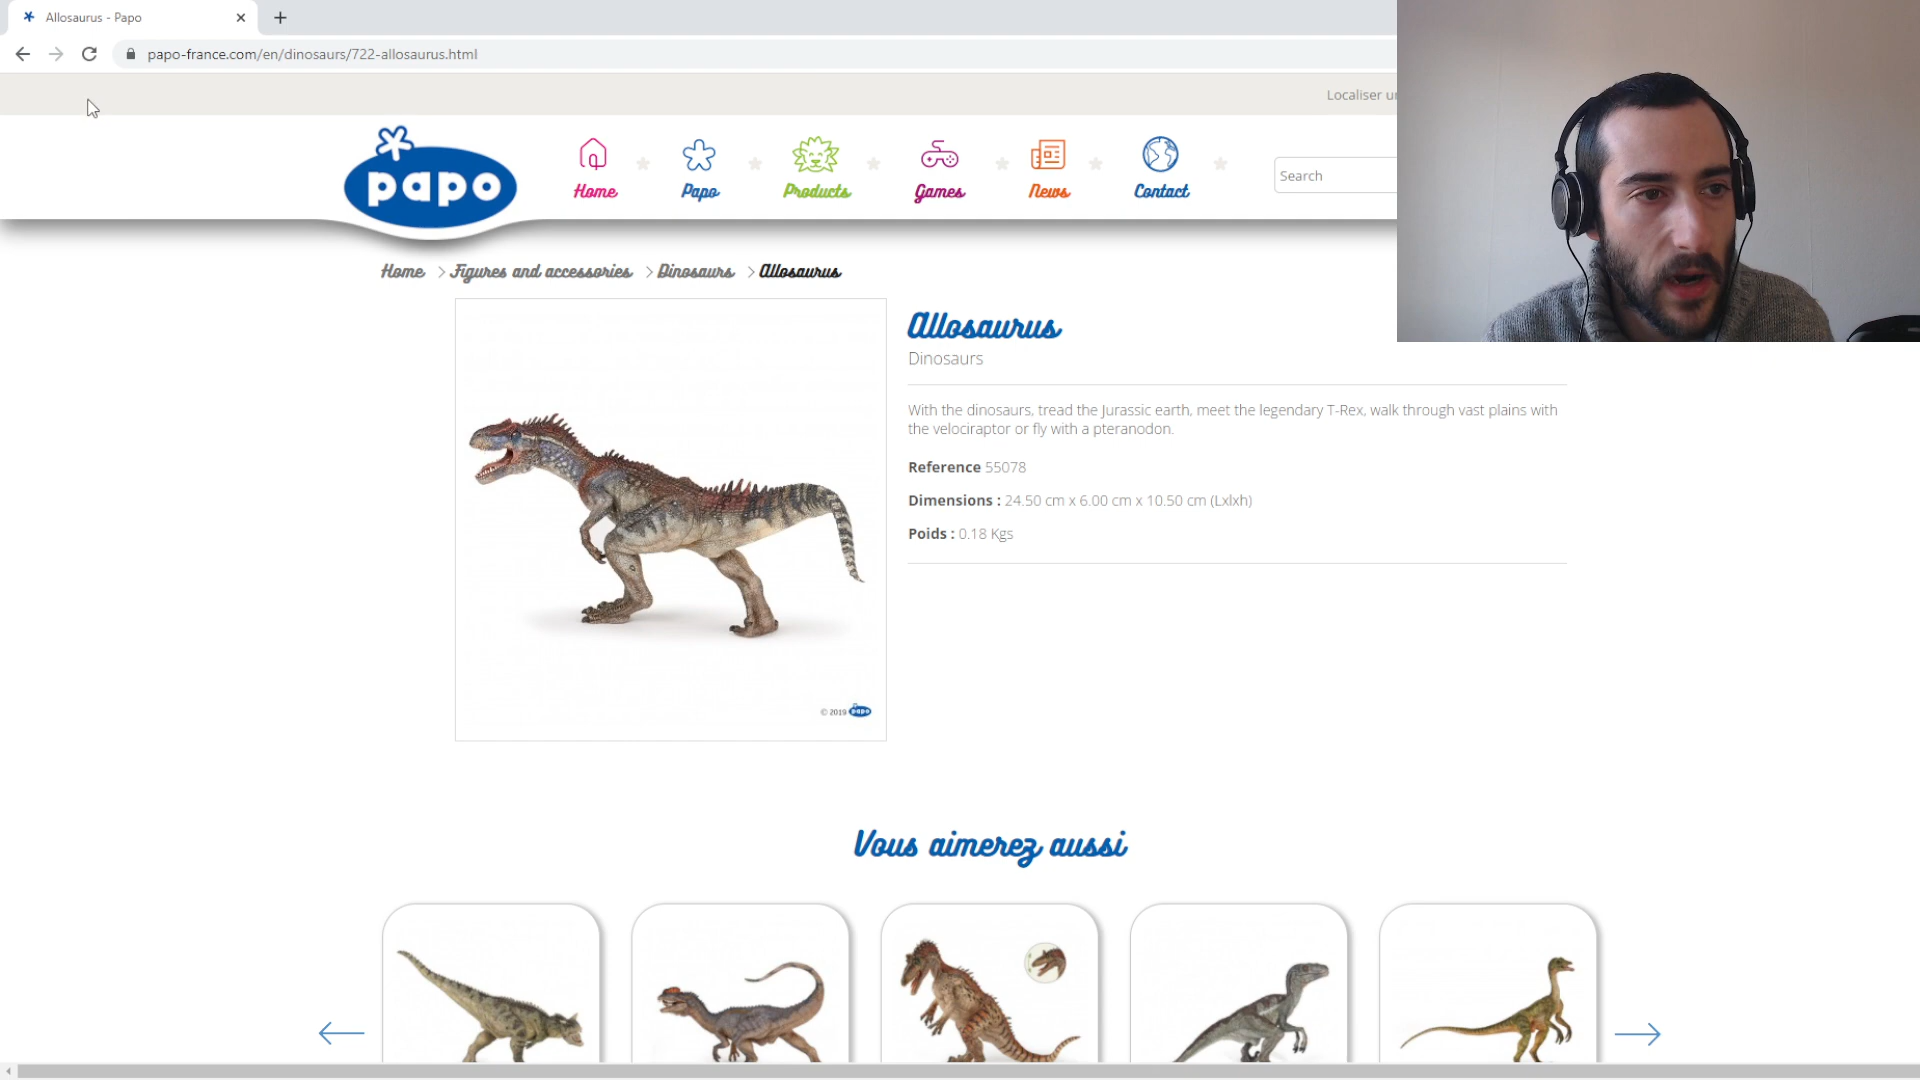 Allosaurus - Papo
papo-france.com/en/dinosaurs/722-allosaurus.html
Localiser
papo
Home
Papo
Products
Games
News
Contact
Search
Home > Figures and accessories > Dinosaurs > Allosaurus
Allosaurus
Dinosaurs
With the dinosaurs, tread the Jurassic earth, meet the legendary T-Rex, walk through vast plains with
the velociraptor or fly with a pteranodon.
Reference 55078
Dimensions : 24.50 cm x 6.00 cm x 10.50 cm (Lxlxh)
Poids : 0.18 Kgs
© 2019 papo
Vous aimerez aussi